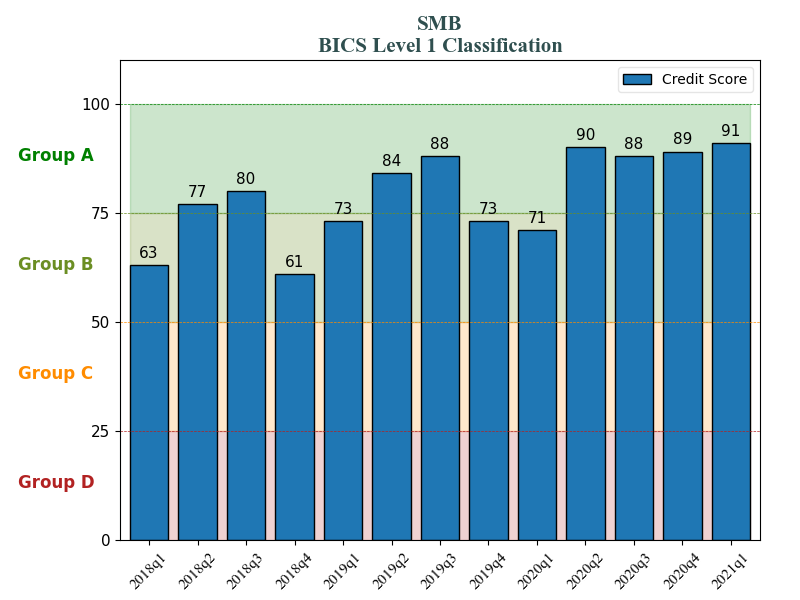 SMB
BICS Level 1 Classification
Credit Score
100
75
50
25
0
Group A
Group B
Group C
Group D
63
77
80
61
73
84
88
73
71
90
88
89
91
2018q1
2018q2
2018q3
2018q4
2019q1
2019q2
2019q3
2019q4
2020q1
2020q2
2020q3
2020q4
2021q1